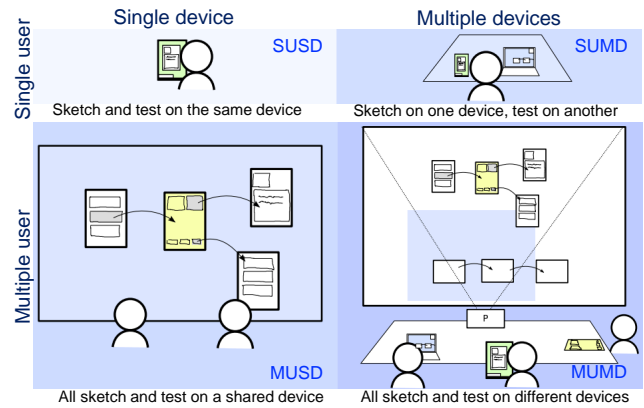 Single device
Multiple devices
Single user
SUSD
SUMD
Sketch and test on the same device
Sketch on one device, test on another
Multiple user
P
MUSD
MUMD
All sketch and test on a shared device
All sketch and test on different devices